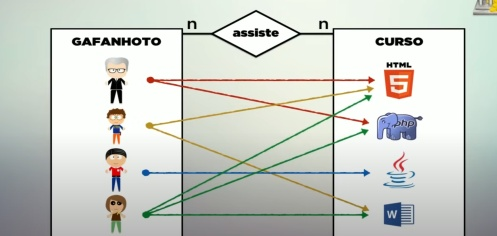 n
assiste
n
GAFANHOTO
CURSO
HTML
5
php
W